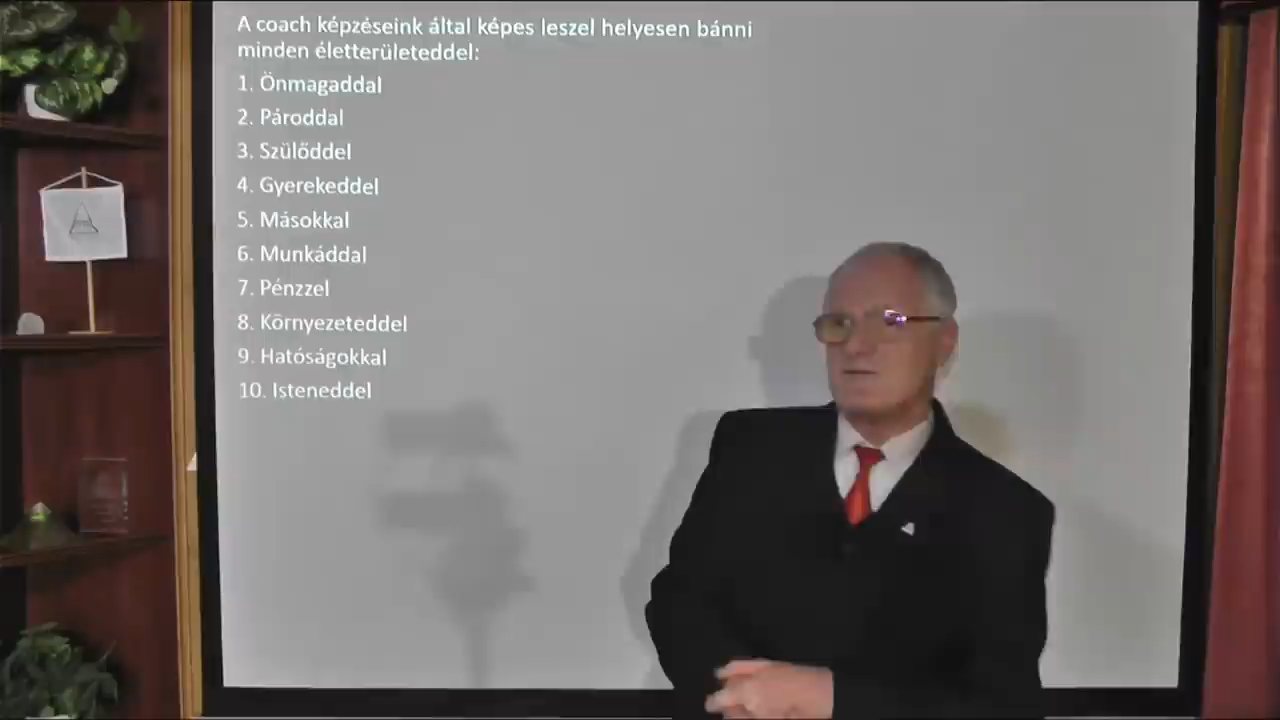 A coach képzéseink által képes leszel helyesen bánni
minden életterületeddel:
1. Önmagaddal
2. Pároddal
3. Szülőddel
4. Gyerekeddel
5. Másokkal
6. Munkáddal
7. Pénzzel
8. Környezeteddel
9. Hatóságokkal
10. Isteneddel